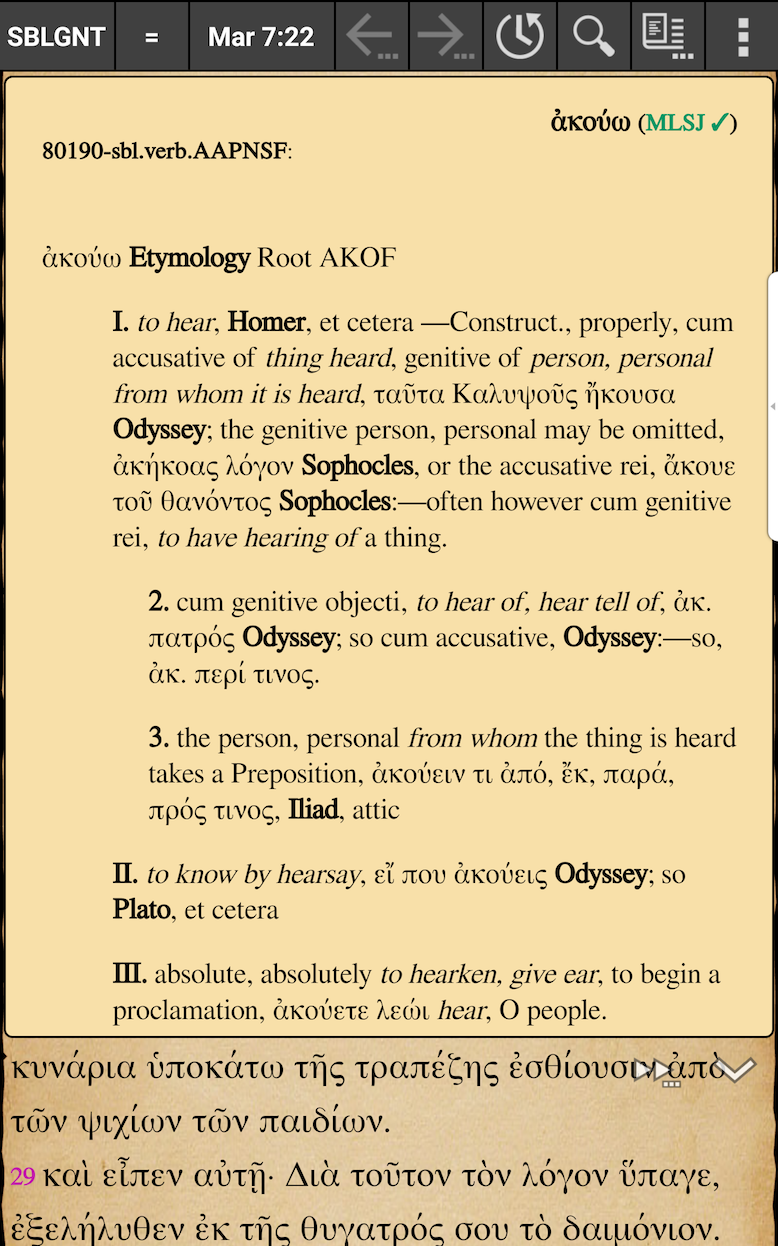 SBLGNT = Mar 7:22
ἀκούω (MLSJ ✓)
80190-sbl.verb.AAPNSF:
ἀκούω Etymology Root AKOF
I. to hear, Homer, et cetera —Construct., properly, cum
accusative of thing heard, genitive of person, personal
from whom it is heard, ταῦτα Καλυψοῦς ἤκουσα
Odyssey; the genitive person, personal may be omitted,
ἀκήκοας λόγον Sophocles, or the accusative rei, ἄκουε
τοῦ θανόντος Sophocles:—often however cum genitive
rei, to have hearing of a thing.
2. cum genitive objecti, to hear of, hear tell of, ἀκ.
πατρός Odyssey; so cum accusative, Odyssey:—so,
ἀκ. περί τινος.
3. the person, personal from whom the thing is heard
takes a Preposition, ἀκούειν τι ἀπό, ἔκ, παρά,
πρός τινος, Iliad, attic
II. to know by hearsay, εἴ που ἀκούεις Odyssey; so
Plato, et cetera
III. absolute, absolutely to hearken, give ear, to begin a
proclamation, ἀκούετε λεώι hear, O people.
κυνάρια ὑποκάτω τῆς τραπέζης ἐσθίουσιν ἀπὸ
τῶν ψιχίων τῶν παιδίων.
29 καὶ εἶπεν αὐτῇ· Διὰ τοῦτον τὸν λόγον ὕπαγε,
ἐξελήλυθεν ἐκ τῆς θυγατρός σου τὸ δαιμόνιον.